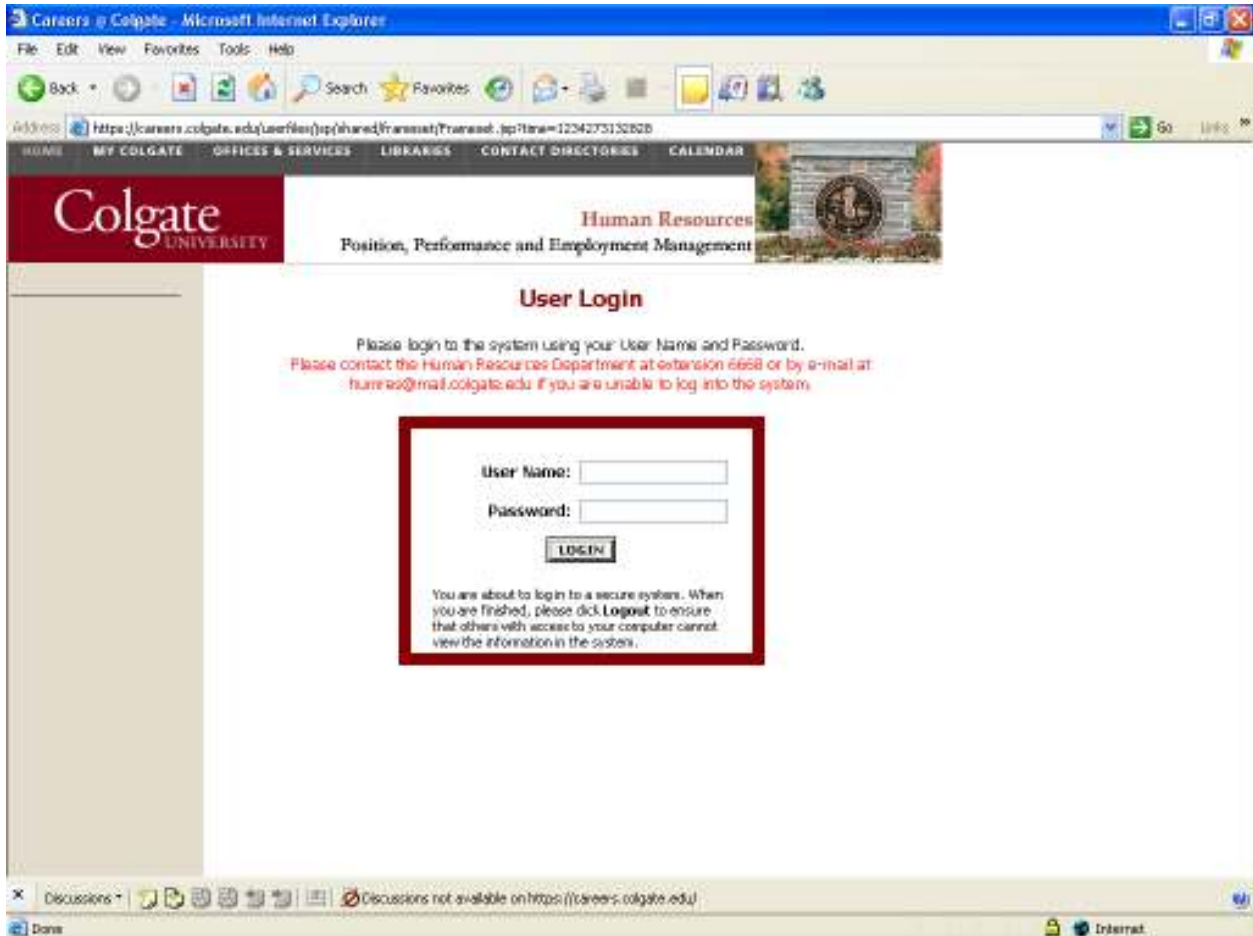 Careers @ Colgate - Microsoft Internet Explorer
File Edit View Favorites Tools Help
Back Search Favorites
Address https://careers.colgate.edu/userfiles/jsp/shared/frameset/Frameset.jsp?time=1234273132828 Go Links »
HOME MY COLGATE OFFICES & SERVICES LIBRARIES CONTACT DIRECTORIES CALENDAR
Colgate
UNIVERSITY
Human Resources
Position, Performance and Employment Management
User Login
Please login to the system using your User Name and Password.
Please contact the Human Resources Department at extension 6668 or by e-mail at
humres@mail.colgate.edu if you are unable to log into the system.
User Name:
Password:
LOGIN
You are about to login to a secure system. When
you are finished, please click Logout to ensure
that others with access to your computer cannot
view the information in the system.
Discussions Discussions not available on https://careers.colgate.edu/
Done Internet